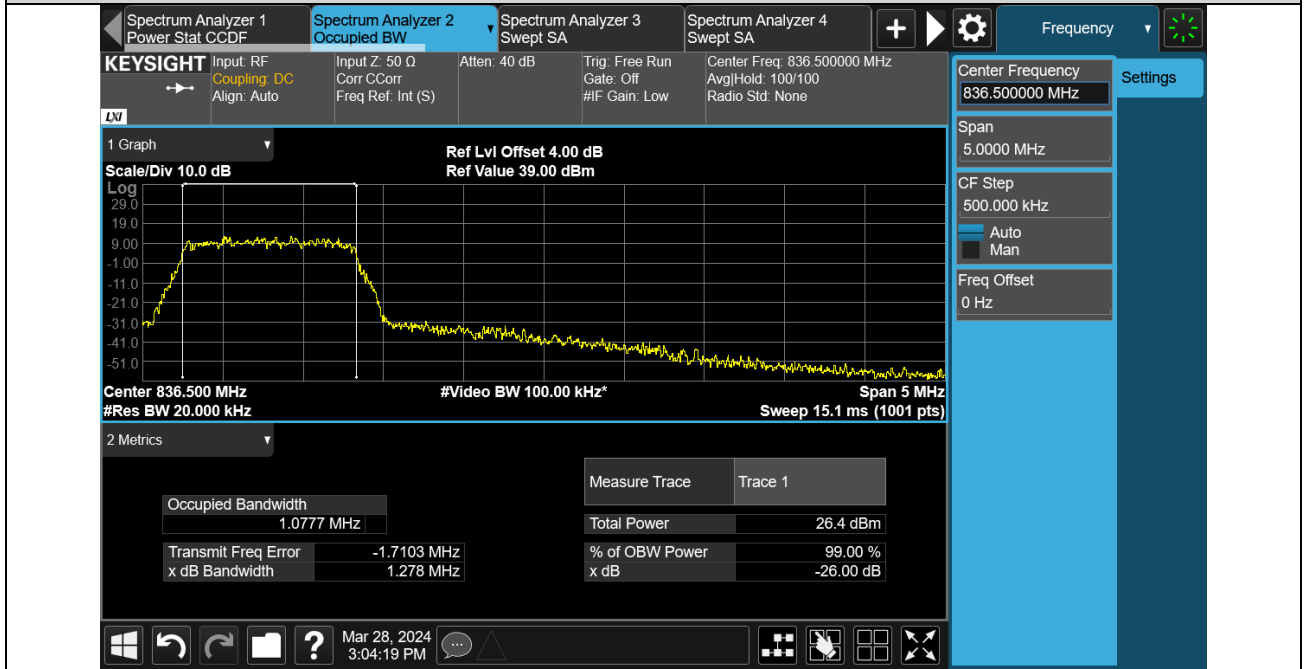 Spectrum Analyzer 1
Power Stat CCDF
Spectrum Analyzer 2
Occupied BW
Spectrum Analyzer 3
Swept SA
Spectrum Analyzer 4
Swept SA
+
Frequency
KEYSIGHT
LXI
Input: RF
Coupling: DC
Align: Auto
Input Z: 50 Ω
Corr CCorr
Freq Ref: Int (S)
Atten: 40 dB
Trig: Free Run
Gate: Off
#IF Gain: Low
Center Freq: 836.500000 MHz
Avg|Hold: 100/100
Radio Std: None
Center Frequency
836.500000 MHz
Settings
Span
5.0000 MHz
CF Step
500.000 kHz
Auto
Man
Freq Offset
0 Hz
1 Graph
Scale/Div 10.0 dB
Ref Lvl Offset 4.00 dB
Ref Value 39.00 dBm
Log
29.0
19.0
9.00
-1.00
-11.0
-21.0
-31.0
-41.0
-51.0
Center 836.500 MHz
#Video BW 100.00 kHz*
Span 5 MHz
#Res BW 20.000 kHz
Sweep 15.1 ms (1001 pts)
2 Metrics
Measure Trace Trace 1
Occupied Bandwidth
1.0777 MHz
Total Power 26.4 dBm
Transmit Freq Error -1.7103 MHz
% of OBW Power 99.00 %
x dB Bandwidth 1.278 MHz
x dB -26.00 dB
?
Mar 28, 2024
3:04:19 PM